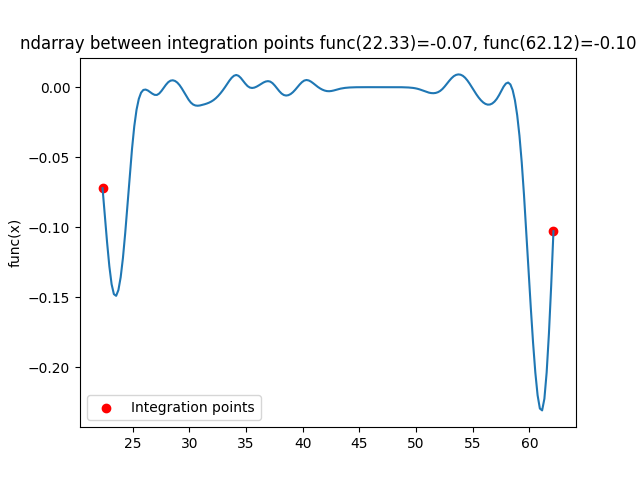 ndarray between integration points func(22.33)=-0.07, func(62.12)=-0.10
0.00
−0.05
−0.10
−0.15
−0.20
func(x)
Integration points
25 30 35 40 45 50 55 60